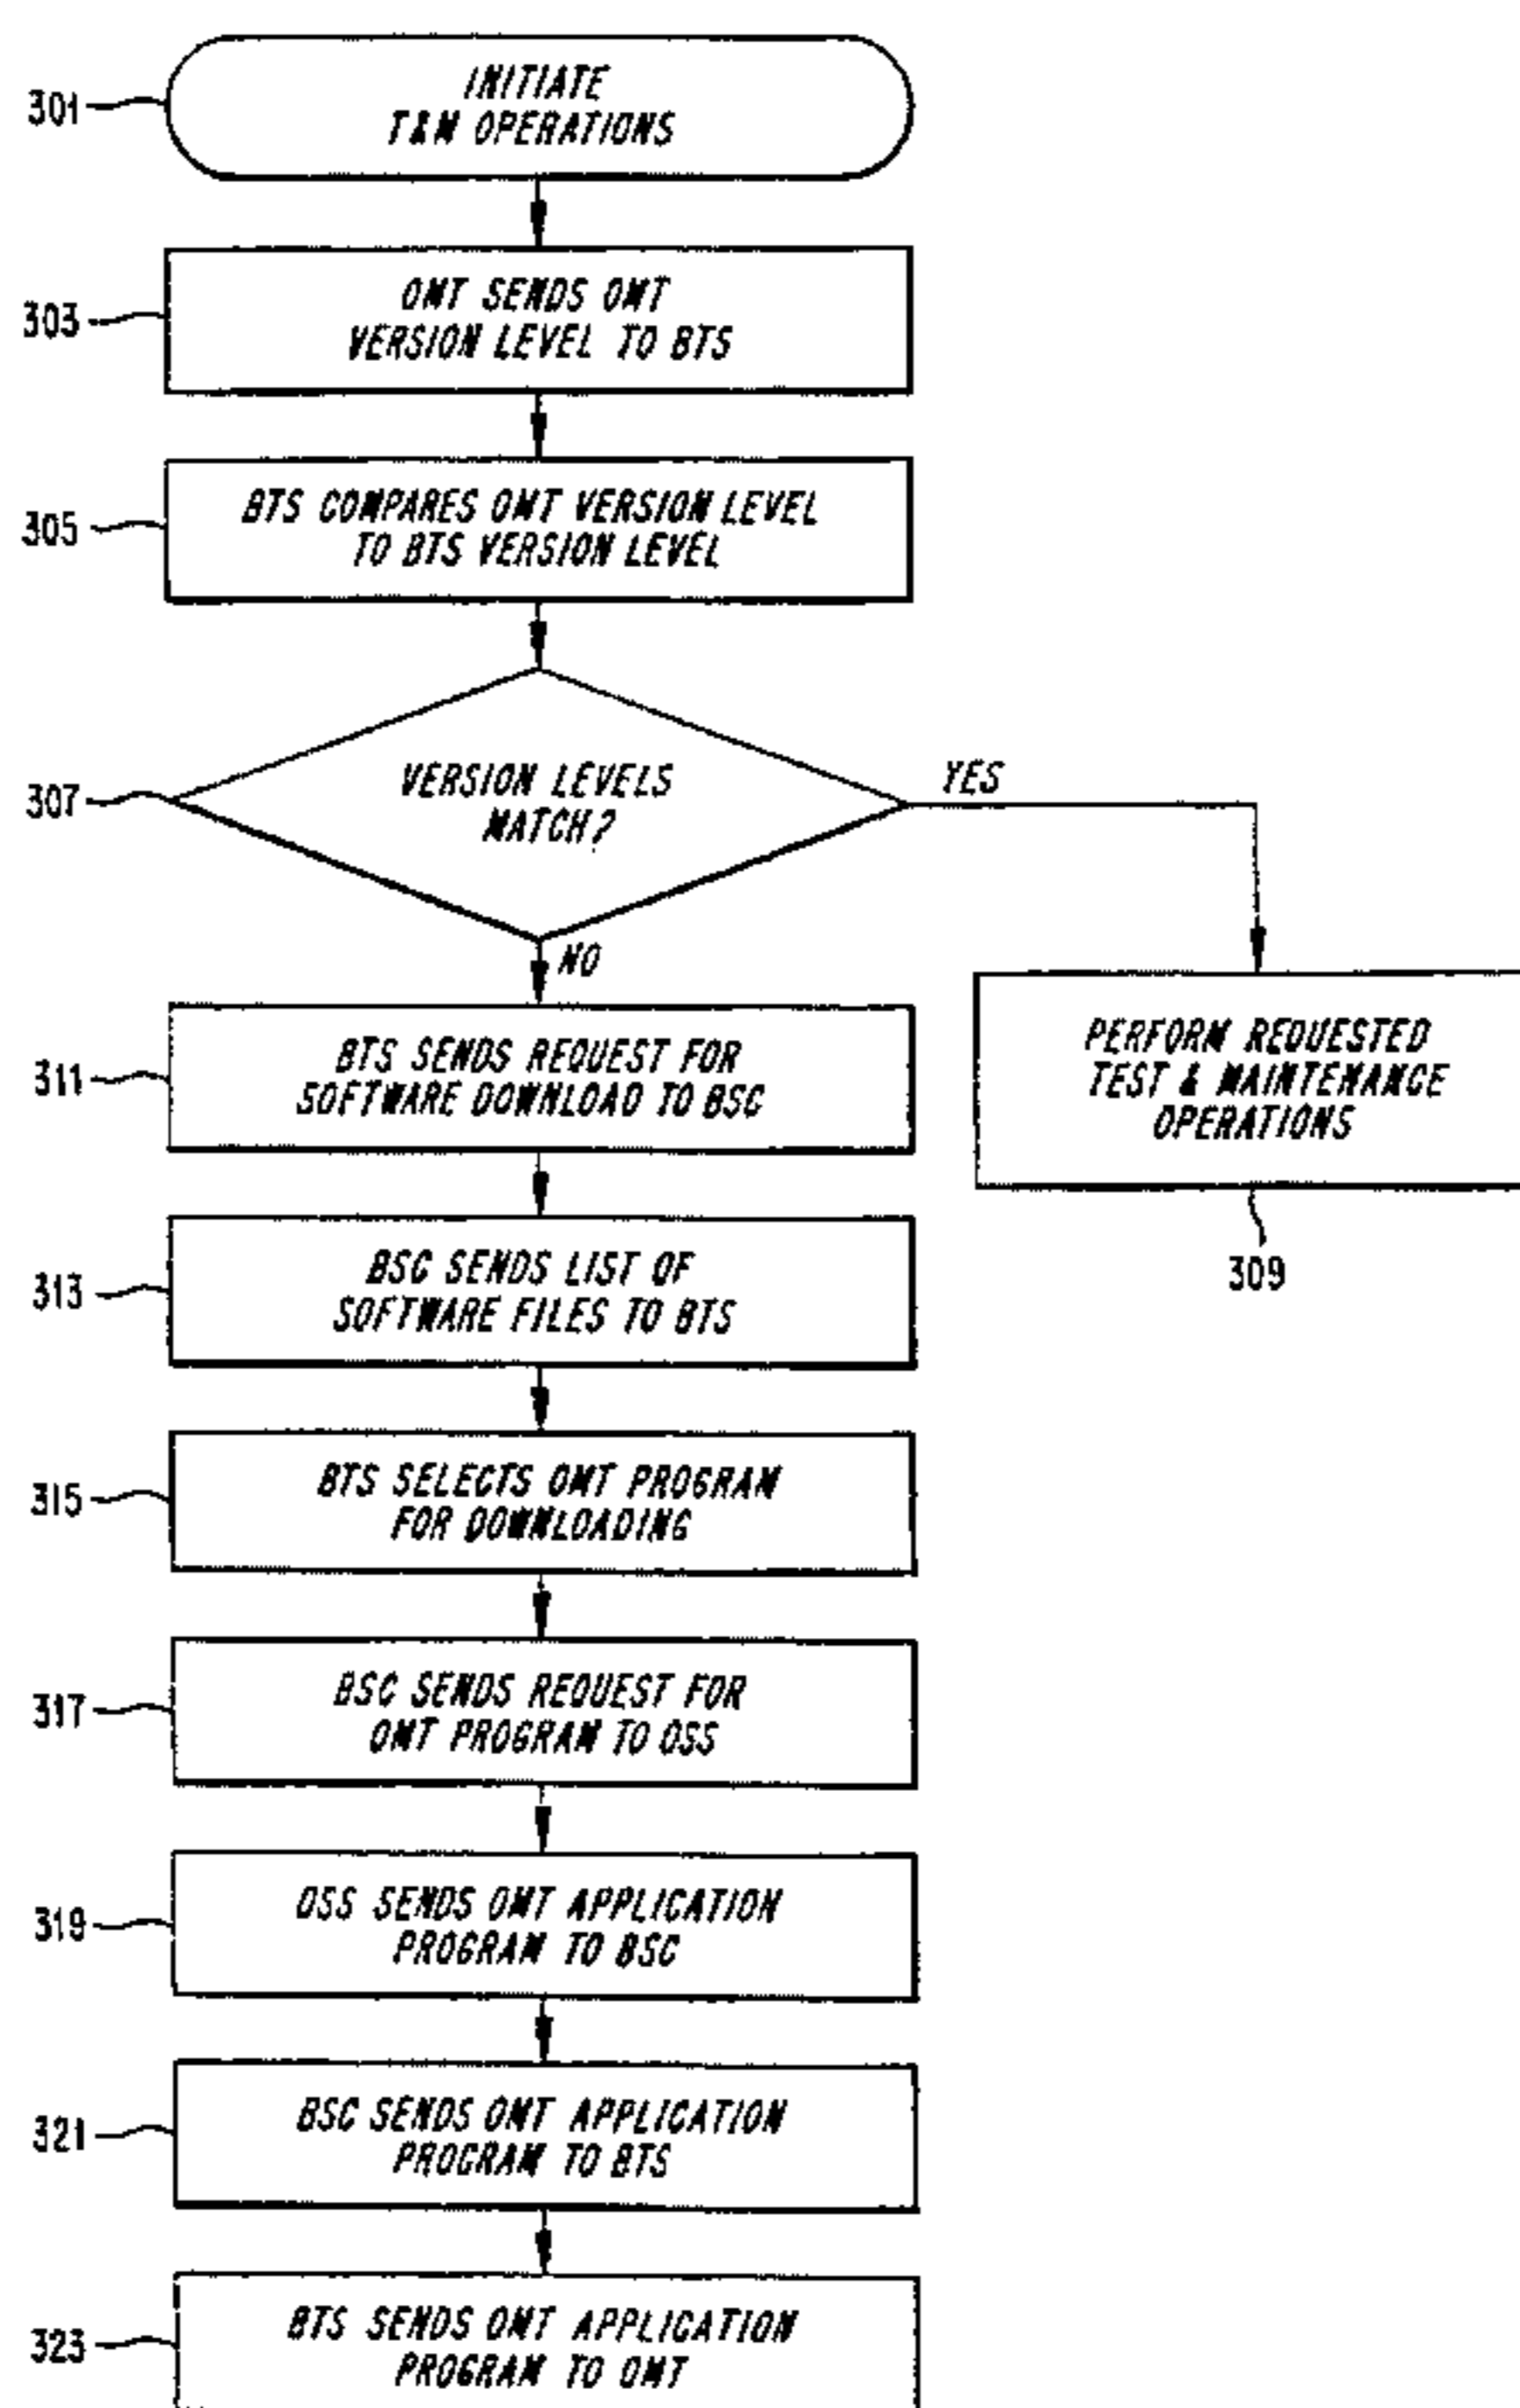 301
INITIATE
T&M OPERATIONS
303
OMT SENDS OMT
VERSION LEVEL TO BTS
305
BTS COMPARES OMT VERSION LEVEL
TO BTS VERSION LEVEL
307
VERSION LEVELS
MATCH?
YES
NO
311
BTS SENDS REQUEST FOR
SOFTWARE DOWNLOAD TO BSC
PERFORM REQUESTED
TEST & MAINTENANCE
OPERATIONS
309
313
BSC SENDS LIST OF
SOFTWARE FILES TO BTS
315
BTS SELECTS OMT PROGRAM
FOR DOWNLOADING
317
BSC SENDS REQUEST FOR
OMT PROGRAM TO OSS
319
OSS SENDS OMT APPLICATION
PROGRAM TO BSC
321
BSC SENDS OMT APPLICATION
PROGRAM TO BTS
323
BTS SENDS OMT APPLICATION
PROGRAM TO OMT